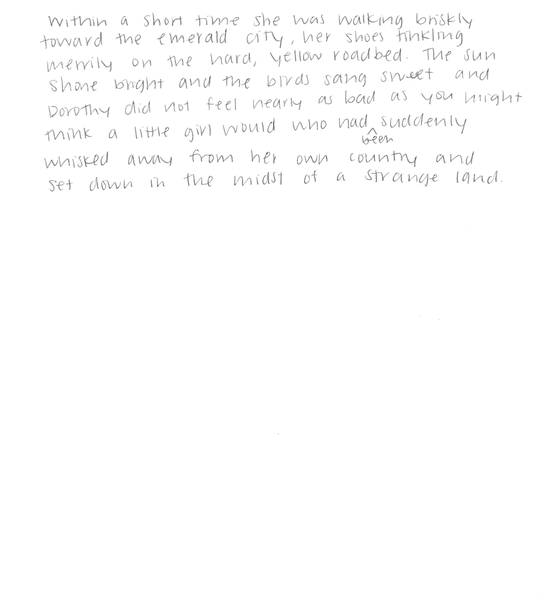 Within a short time she was walking briskly
toward the emerald city, her shoes tinkling
merrily on the hard, yellow roadbed. The sun
shone bright and the birds sang sweet and
Dorothy did not feel nearly as bad as you might
think a little girl would who had been suddenly
whisked away from her own country and
set down in the midst of a strange land.